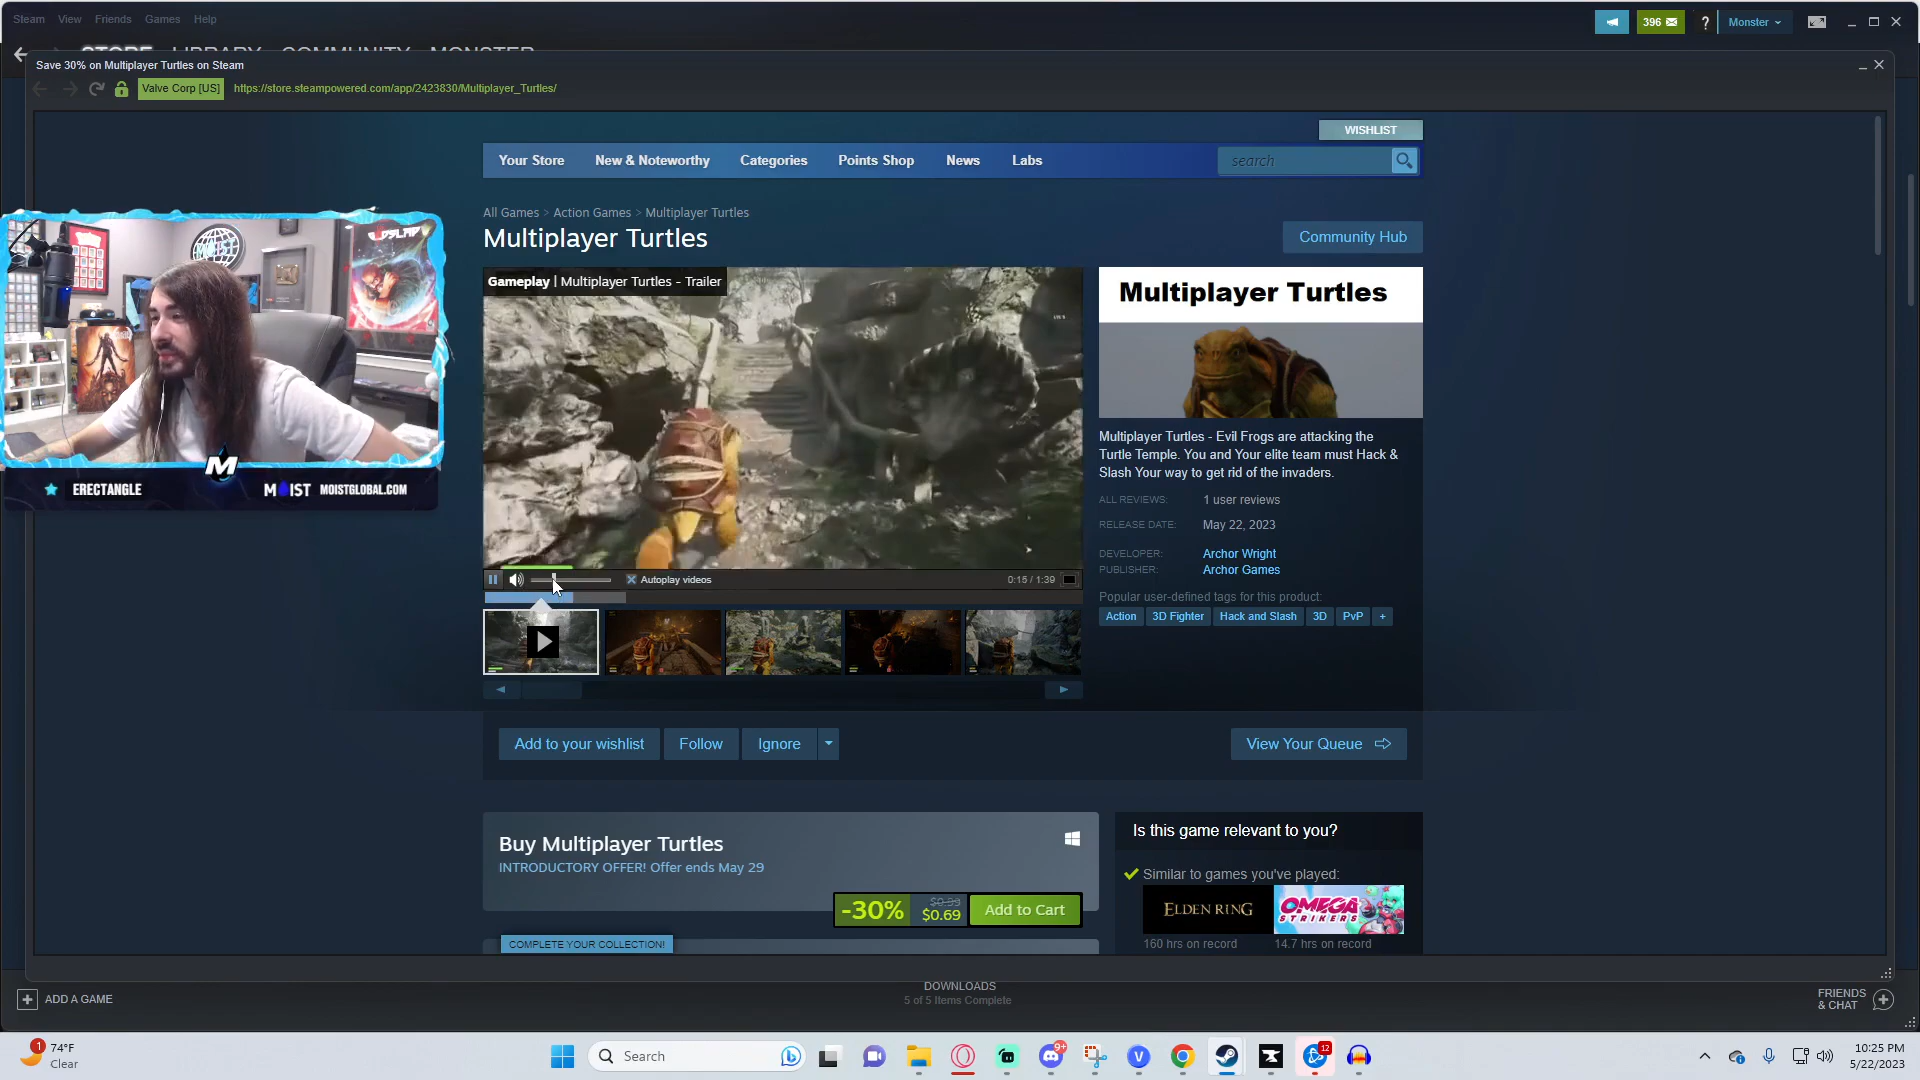 Steam View Friends Games Help
396 ? Monster
STORE LIBRARY COMMUNITY MONSTER
Save 30% on Multiplayer Turtles on Steam
Valve Corp [US] https://store.steampowered.com/app/2423830/Multiplayer_Turtles/
WISHLIST
Your Store New & Noteworthy Categories Points Shop News Labs search
All Games > Action Games > Multiplayer Turtles
Multiplayer Turtles
Community Hub
Gameplay | Multiplayer Turtles - Trailer
Multiplayer Turtles
Multiplayer Turtles - Evil Frogs are attacking the
Turtle Temple. You and Your elite team must Hack &
Slash Your way to get rid of the invaders.
ALL REVIEWS: 1 user reviews
RELEASE DATE: May 22, 2023
DEVELOPER: Archor Wright
PUBLISHER: Archor Games
Popular user-defined tags for this product:
Action 3D Fighter Hack and Slash 3D PvP +
M
ERECTANGLE MOIST MOISTGLOBAL.COM
Autoplay videos 0:15 / 1:39
Add to your wishlist Follow Ignore View Your Queue
Buy Multiplayer Turtles
INTRODUCTORY OFFER! Offer ends May 29
-30% $0.99 $0.69 Add to Cart
COMPLETE YOUR COLLECTION!
Is this game relevant to you?
Similar to games you've played:
ELDEN RING OMEGA STRIKERS
160 hrs on record 14.7 hrs on record
ADD A GAME
DOWNLOADS
5 of 5 Items Complete
FRIENDS
& CHAT
1 74°F
Clear
Search
9+
12
10:25 PM
5/22/2023